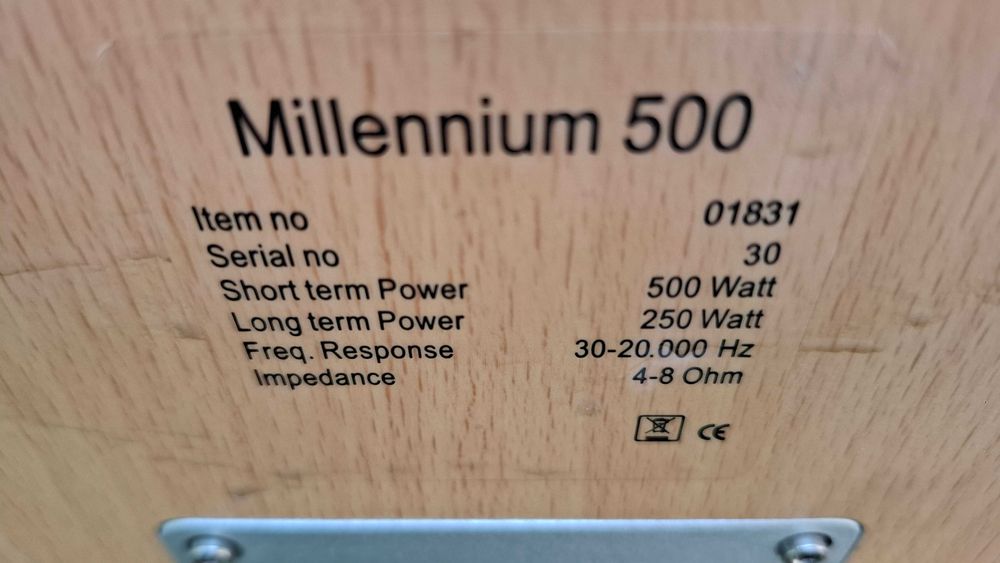 Millennium 500
Item no 01831
Serial no 30
Short term Power 500 Watt
Long term Power 250 Watt
Freq. Response 30-20.000 Hz
Impedance 4-8 Ohm
CE